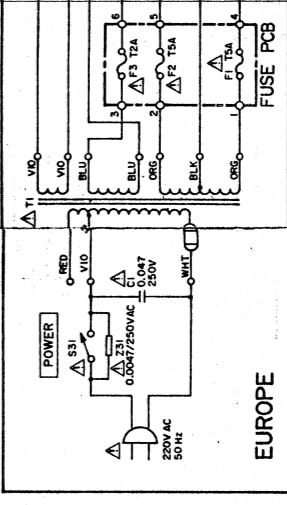 6
5
4
F3 T2A
F2 T5A
F1 T5A
FUSE PCB
3
2
1
VIO
VIO
BLU
BLU
ORG
BLK
ORG
T1
RED
VIO
WHT
C1
0.047
250V
POWER
S31
Z31
0.0047/250VAC
220V AC
50 Hz
EUROPE